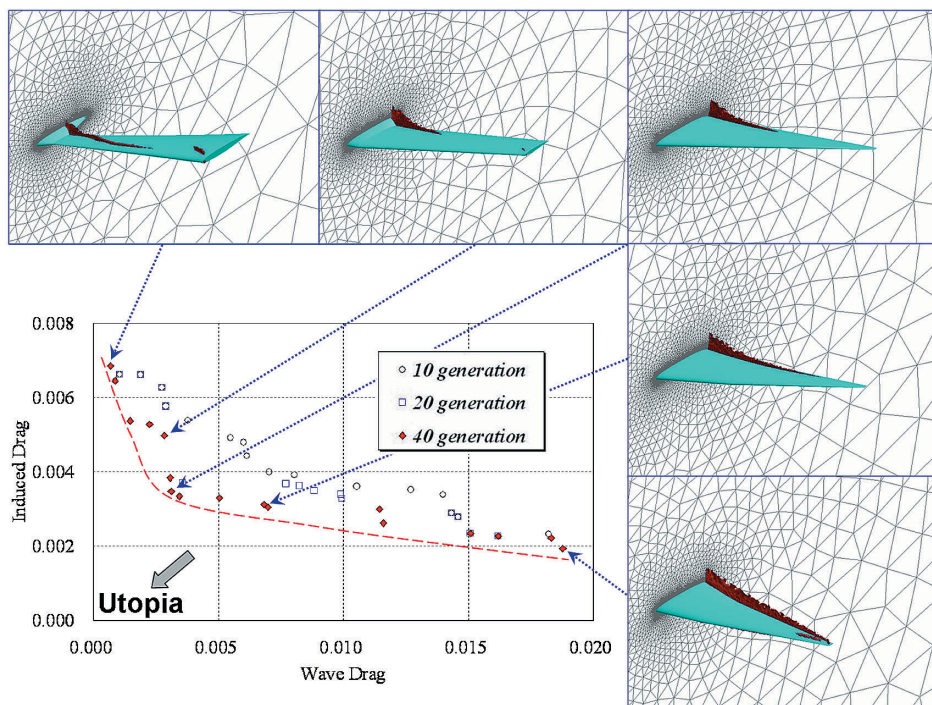 0.008
0.006
0.004
0.002
0.000
Induced Drag
10 generation
20 generation
40 generation
Utopia
0.000 0.005 0.010 0.015 0.020
Wave Drag